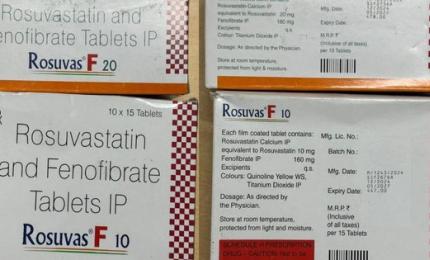 Rosuvastatin and
enofibrate Tablets IP
Rosuvas F 20
Rosuvastatin Calcium IP
equivalent to Rosuvastatin 20 mg
Fenofibrate IP 160 mg
Excipients q.s.
Colour: Titanium Dioxide IP
Dosage: As directed by the Physician.
Store at room temperature,
protected from light & moisture.
Mfg. Date:
Expiry Date:
M.R.P. ₹
(Inclusive of all taxes)
per 15 Tablets
10 x 15 Tablets
Rosuvastatin
and Fenofibrate
Tablets IP
Rosuvas F 10
Rosuvas F 10
Each film coated tablet contains:
Rosuvastatin Calcium IP
equivalent to Rosuvastatin 10 mg
Fenofibrate IP 160 mg
Excipients q.s.
Colours: Quinoline Yellow WS,
Titanium Dioxide IP
Dosage: As directed by
the Physician.
Store at room temperature,
protected from light and moisture.
SCHEDULE H PRESCRIPTION
Mfg. Lic. No.:
Batch No.:
Mfg. Date:
Expiry Date:
M.R.P. ₹
(Inclusive
of all taxes)
per 15 Tablets